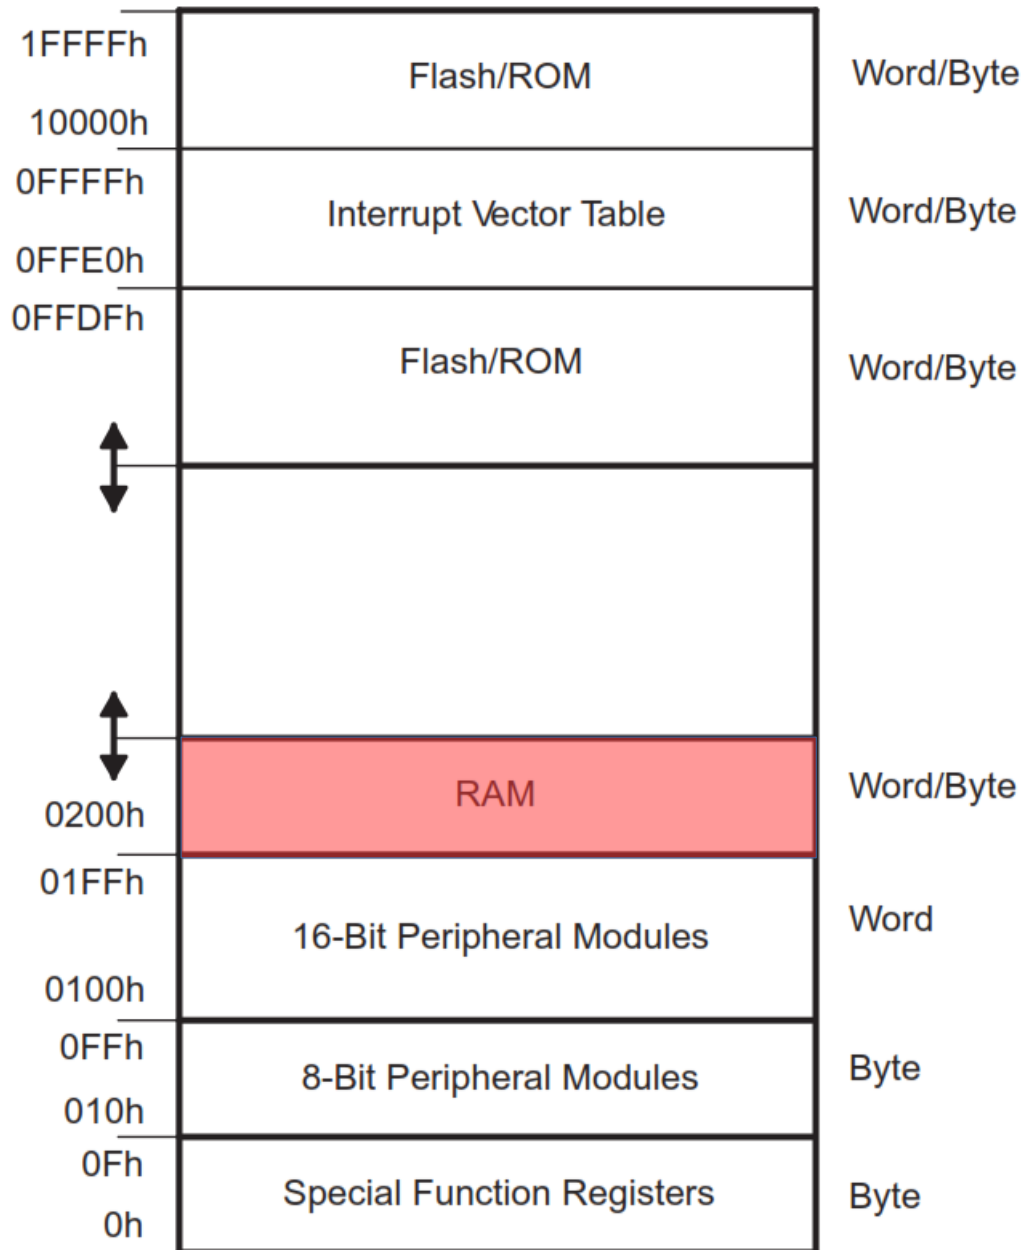 1FFFFh
Flash/ROM
Word/Byte
10000h
0FFFFh
Interrupt Vector Table
Word/Byte
0FFE0h
0FFDFh
Flash/ROM
Word/Byte
RAM
Word/Byte
0200h
01FFh
16-Bit Peripheral Modules
Word
0100h
0FFh
8-Bit Peripheral Modules
Byte
010h
0Fh
Special Function Registers
Byte
0h